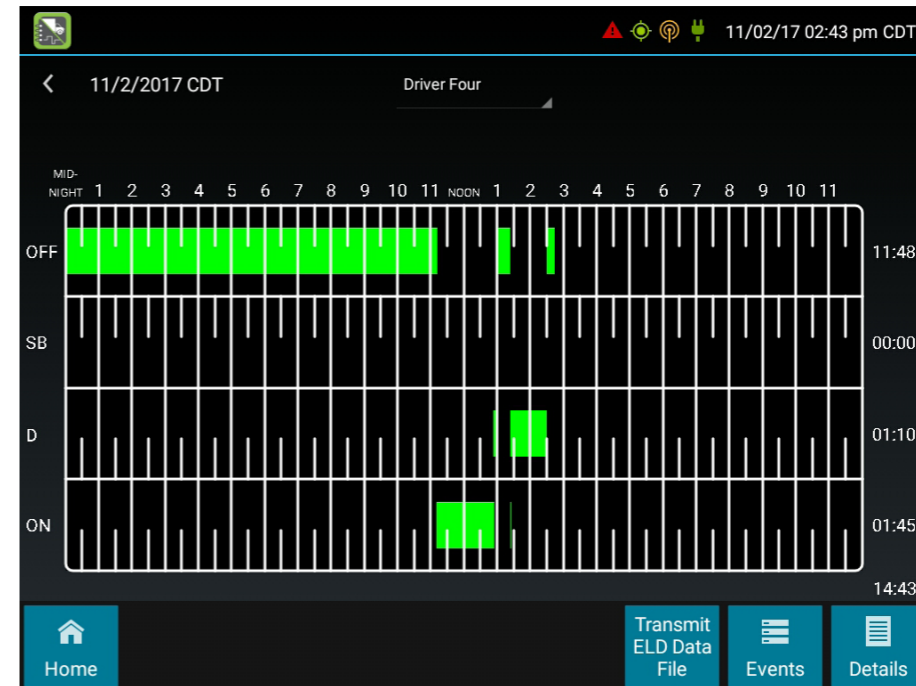 11/02/17 02:43 pm CDT
11/2/2017 CDT
Driver Four
MID-
NIGHT 1 2 3 4 5 6 7 8 9 10 11 NOON 1 2 3 4 5 6 7 8 9 10 11
OFF 11:48
SB 00:00
D 01:10
ON 01:45
14:43
Home
Transmit
ELD Data
File
Events
Details